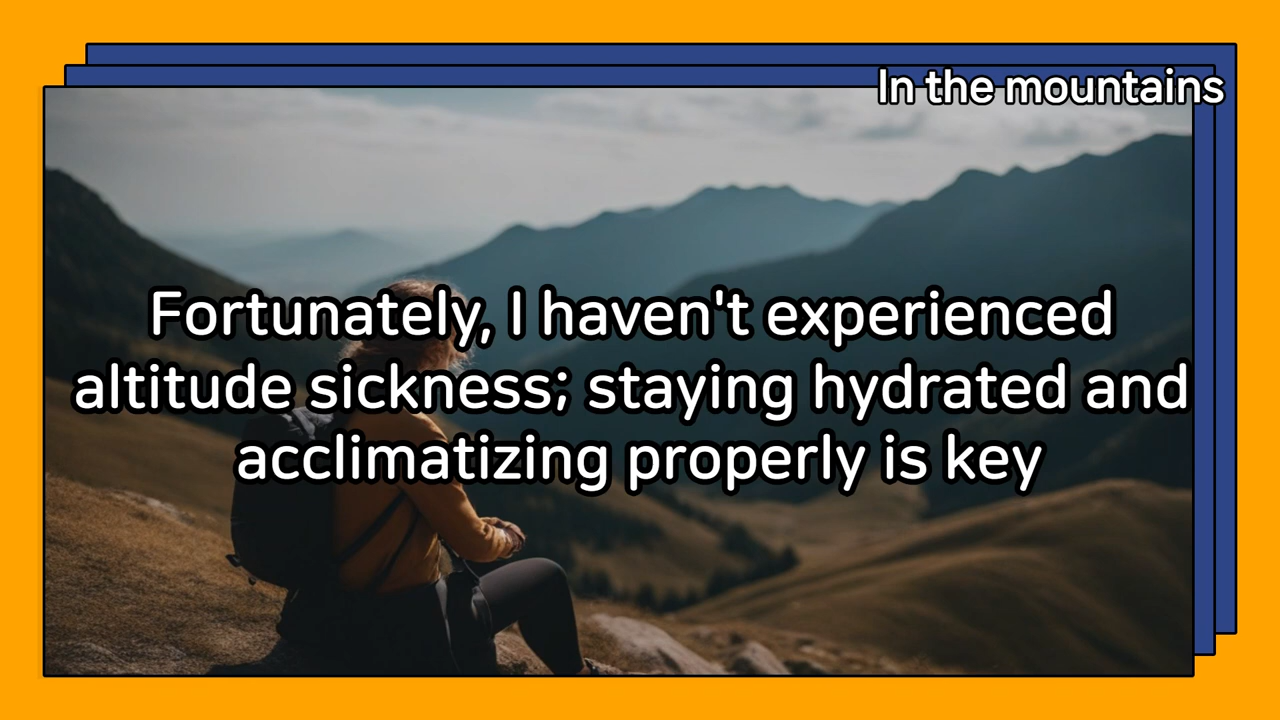 In the mountains
Fortunately, I haven't experienced
altitude sickness; staying hydrated and
acclimatizing properly is key